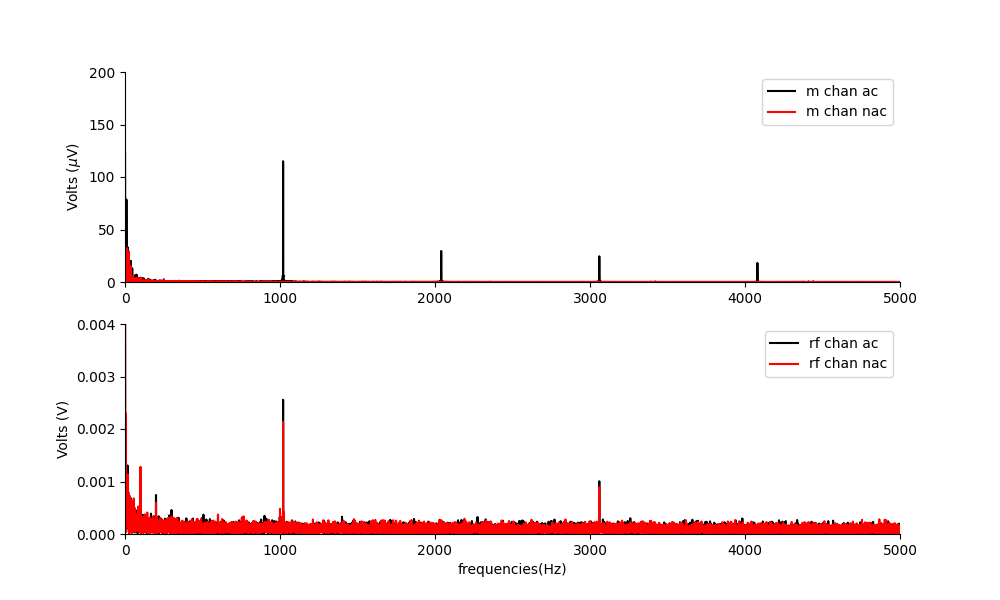 200
150
100
50
0
Volts (μV)
m chan ac
m chan nac
0 1000 2000 3000 4000 5000
0.004
0.003
0.002
0.001
0.000
Volts (V)
rf chan ac
rf chan nac
0 1000 2000 3000 4000 5000
frequencies(Hz)